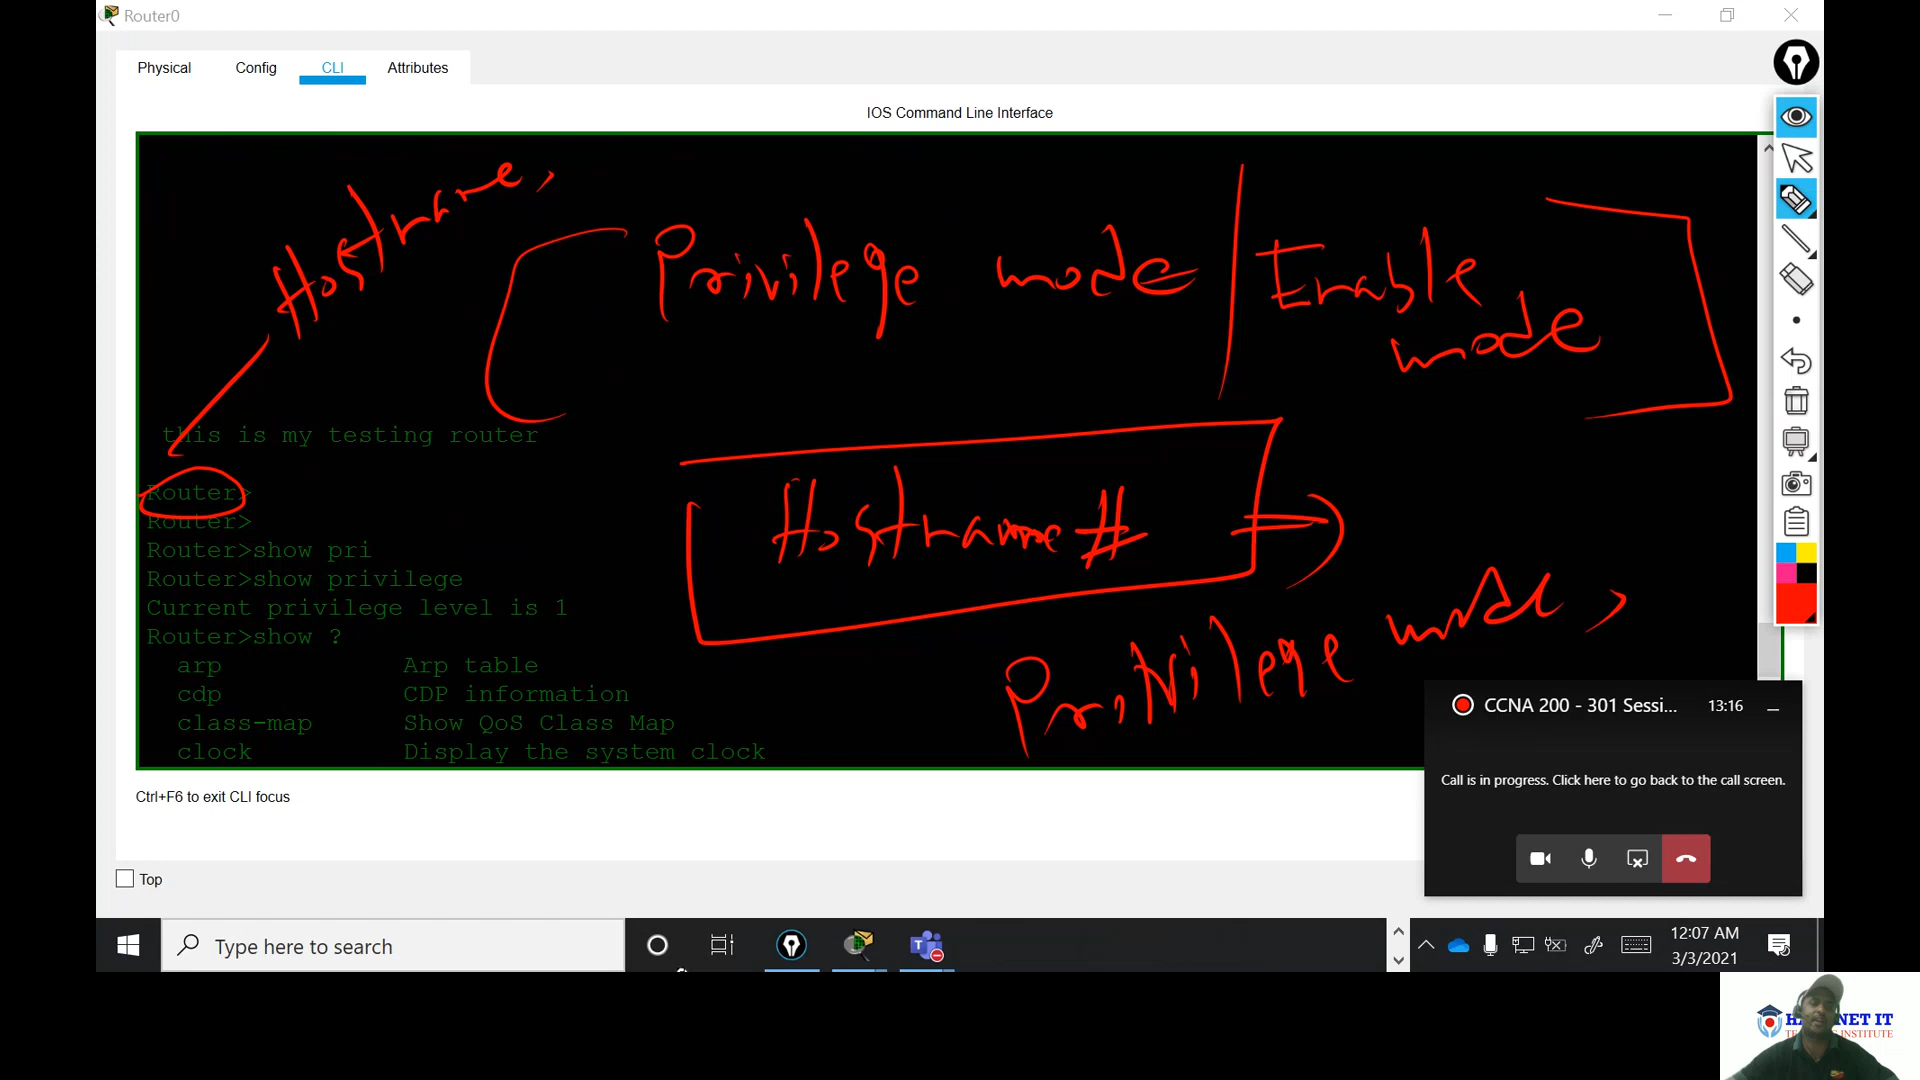 Router0
Physical Config CLI Attributes
IOS Command Line Interface
Hostname,
Privilege mode Enable mode
this is my testing router
Hostname #
Router>
Router>
Router>show pri
Router>show privilege
Current privilege level is 1
Router>show ?
Privilege mode,
arp Arp table
cdp CDP information
class-map Show QoS Class Map
clock Display the system clock
CCNA 200 - 301 Sessi... 13:16
Call is in progress. Click here to go back to the call screen.
Ctrl+F6 to exit CLI focus
Top
Type here to search
12:07 AM
3/3/2021
NET IT
INSTITUTE